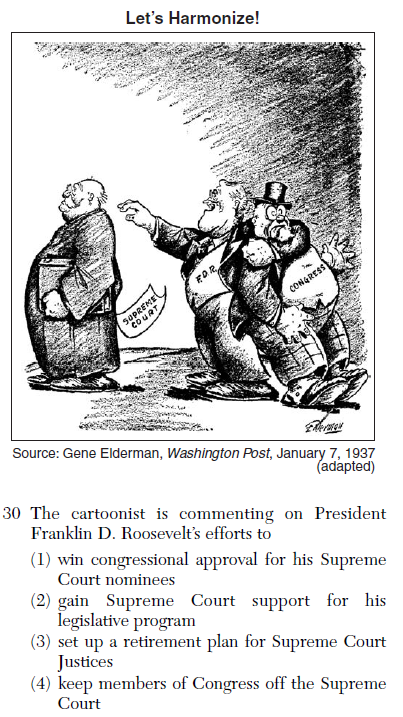 Let's Harmonize!
SUPREME
COURT
F.D.R.
CONGRESS
Elderman
Source: Gene Elderman, Washington Post, January 7, 1937
(adapted)
30 The cartoonist is commenting on President
Franklin D. Roosevelt's efforts to
(1) win congressional approval for his Supreme
Court nominees
(2) gain Supreme Court support for his
legislative program
(3) set up a retirement plan for Supreme Court
Justices
(4) keep members of Congress off the Supreme
Court